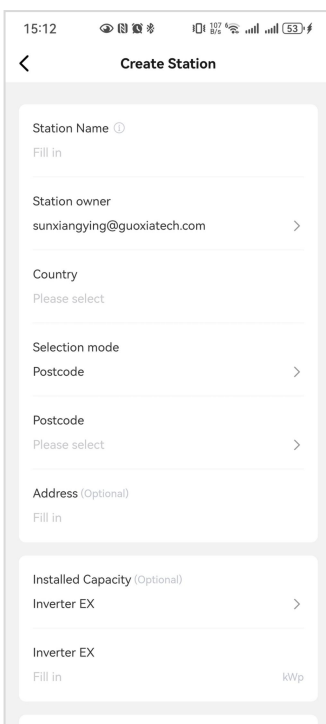 15:12 107 B/s 6 53
Create Station
Station Name
Fill in
Station owner
sunxiangying@guoxiatech.com
Country
Please select
Selection mode
Postcode
Postcode
Please select
Address (Optional)
Fill in
Installed Capacity (Optional)
Inverter EX
Inverter EX
Fill in kWp